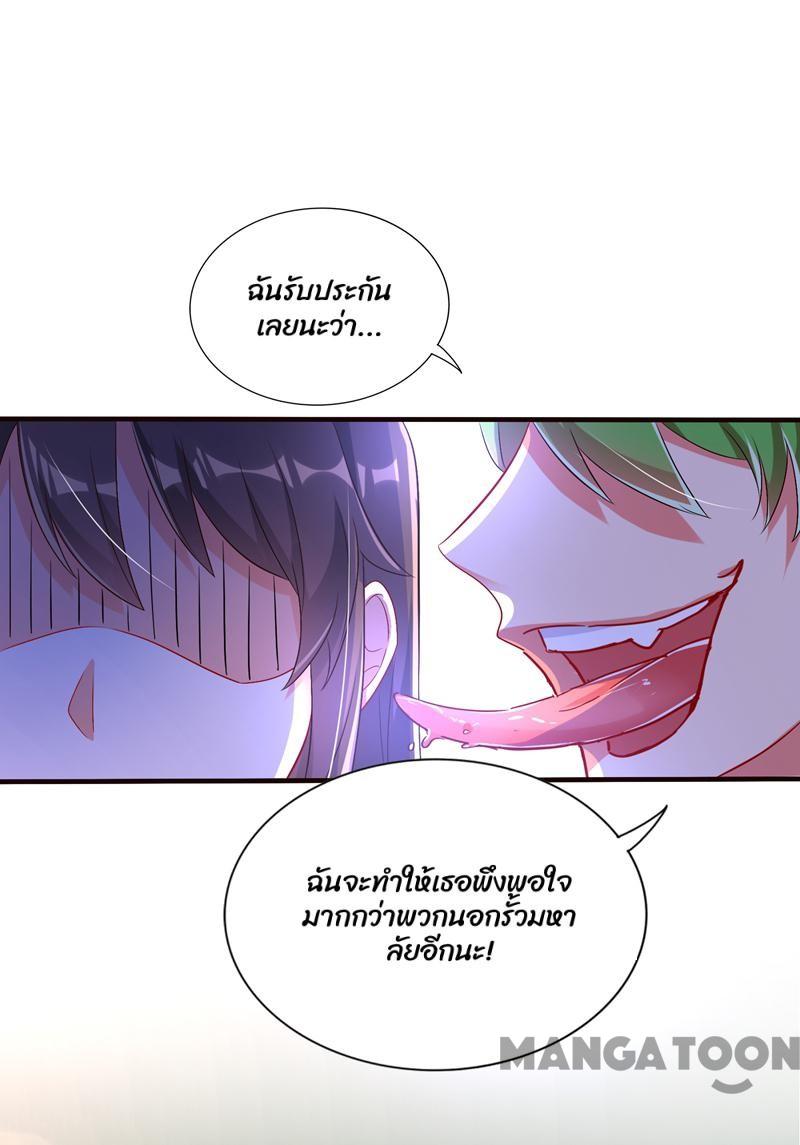 ฉันรับประกัน
เลยนะว่า...
ฉันจะทำให้เธอพึงพอใจ
มากกว่าพวกนอกรั้วมหา
ลัยอีกนะ!
MANGATOON